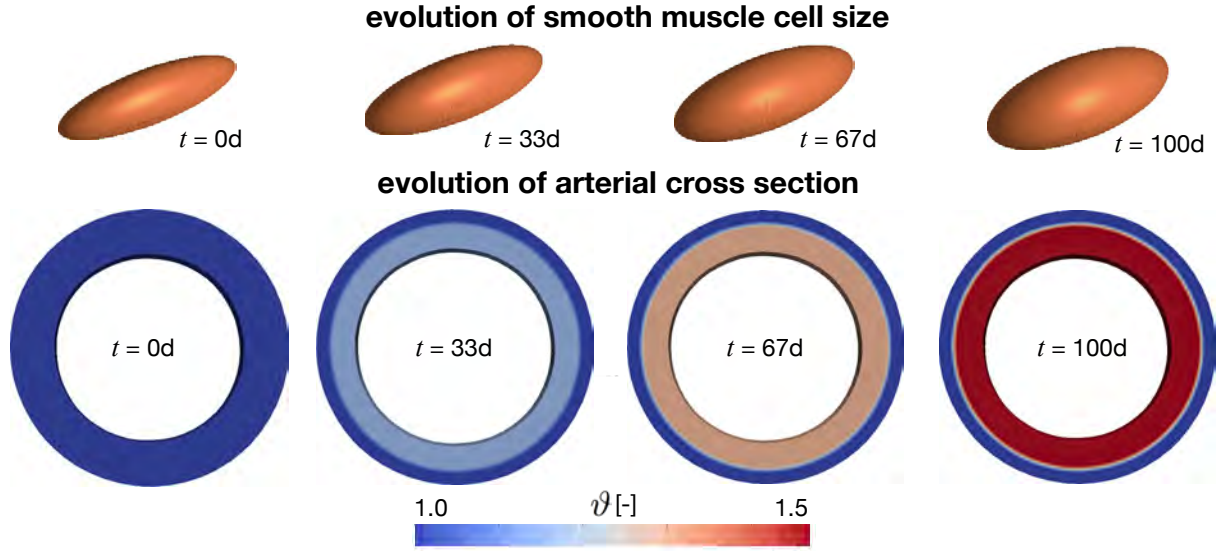 evolution of smooth muscle cell size
t = 0d
t = 33d
t = 67d
t = 100d
evolution of arterial cross section
t = 0d
t = 33d
t = 67d
t = 100d
1.0 ϑ [-] 1.5